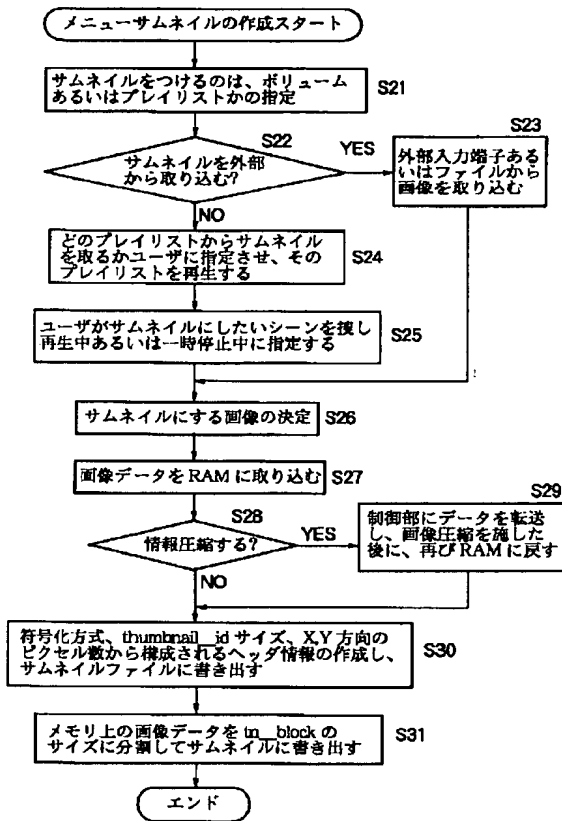 メニューサムネイルの作成スタート
サムネイルをつけるのは、ボリューム
あるいはプレイリストかの指定
S21
S22
サムネイルを外部
から取り込む?
YES
NO
S23
外部入力端子ある
いはファイルから
画像を取り込む
どのプレイリストからサムネイル
を取るかユーザに指定させ、その
プレイリストを再生する
S24
ユーザがサムネイルにしたいシーンを捜し
再生中あるいは一時停止中に指定する
S25
サムネイルにする画像の決定
S26
画像データを RAM に取り込む
S27
S28
情報圧縮する?
YES
NO
S29
制御部にデータを転送
し、画像圧縮を施した
後に、再び RAM に戻す
符号化方式、thumbnail__id サイズ、X,Y 方向の
ピクセル数から構成されるヘッダ情報の作成し、
サムネイルファイルに書き出す
S30
メモリ上の画像データを tn__block の
サイズに分割してサムネイルに書き出す
S31
エンド